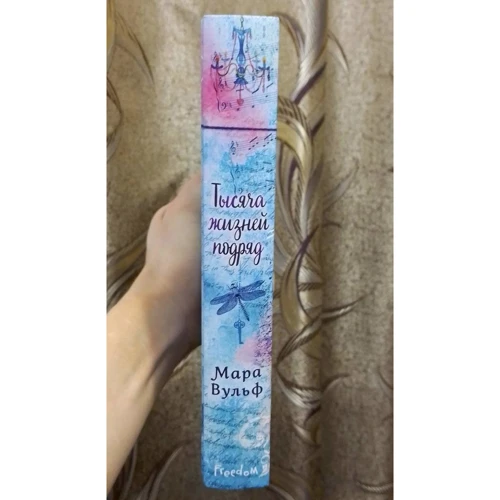 Тысяча
жизней
подряд
Мара
Вульф
freedom